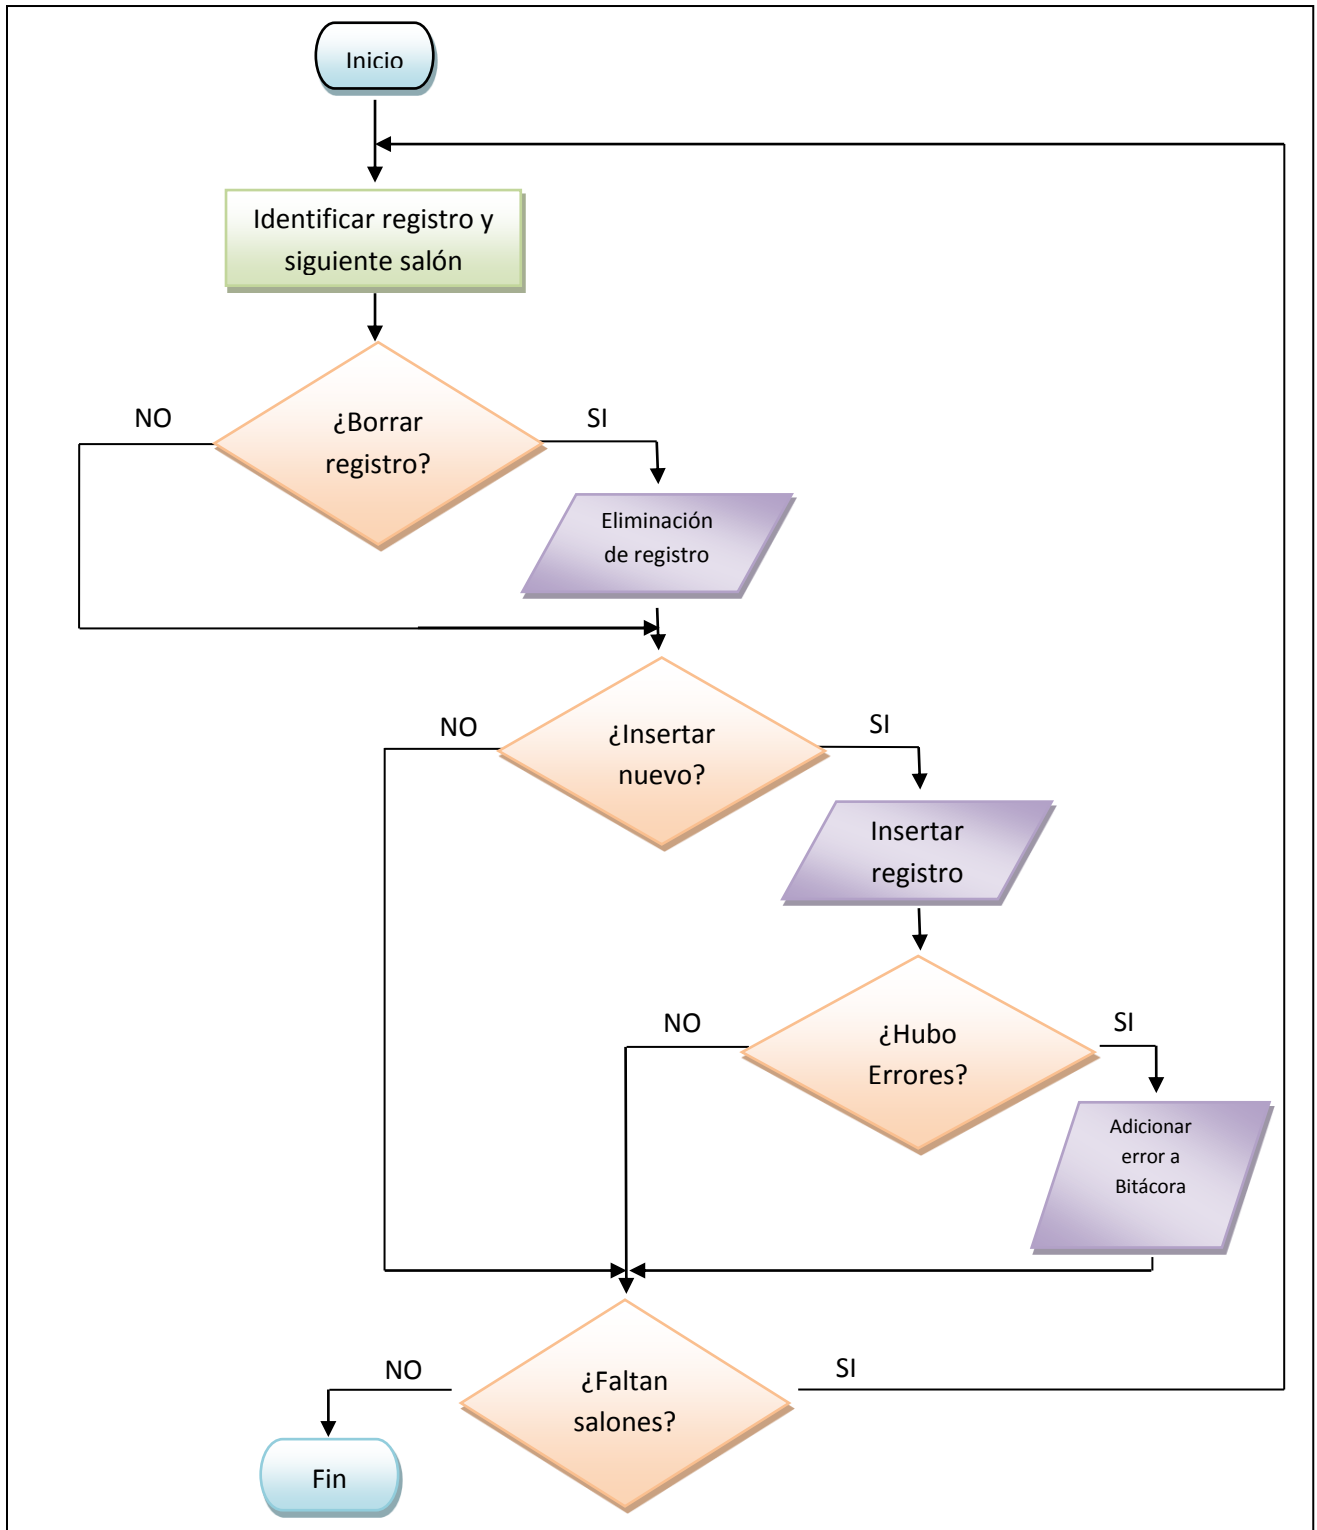 Inicio
Identificar registro y
siguiente salón
NO
¿Borrar
registro?
SI
Eliminación
de registro
NO
¿Insertar
nuevo?
SI
Insertar
registro
NO
¿Hubo
Errores?
SI
Adicionar
error a
Bitácora
NO
¿Faltan
salones?
SI
Fin